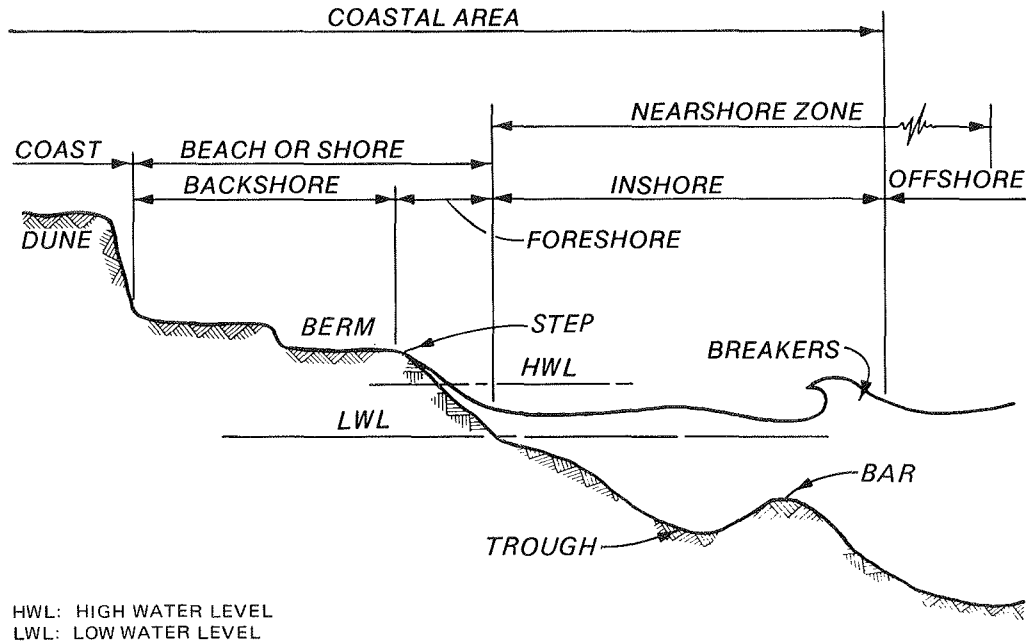 COASTAL AREA
NEARSHORE ZONE
COAST
BEACH OR SHORE
BACKSHORE
INSHORE
OFFSHORE
DUNE
FORESHORE
BERM
STEP
HWL
BREAKERS
LWL
BAR
TROUGH
HWL: HIGH WATER LEVEL
LWL: LOW WATER LEVEL